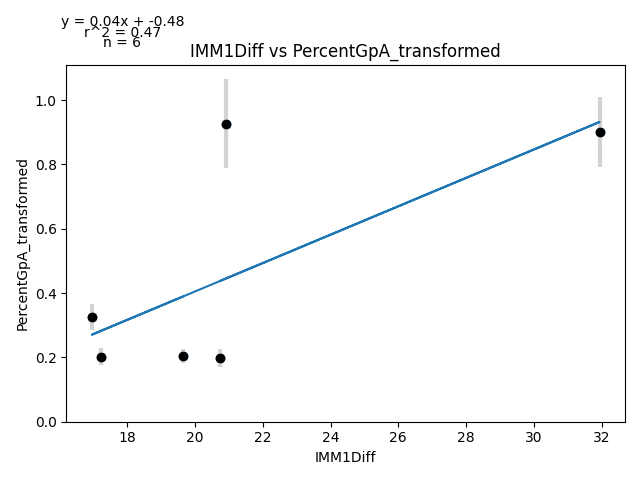 y = 0.04x + -0.48
r^2 = 0.47
n = 6
IMM1Diff vs PercentGpA_transformed
1.0
0.8
0.6
0.4
0.2
0.0
PercentGpA_transformed
18 20 22 24 26 28 30 32
IMM1Diff